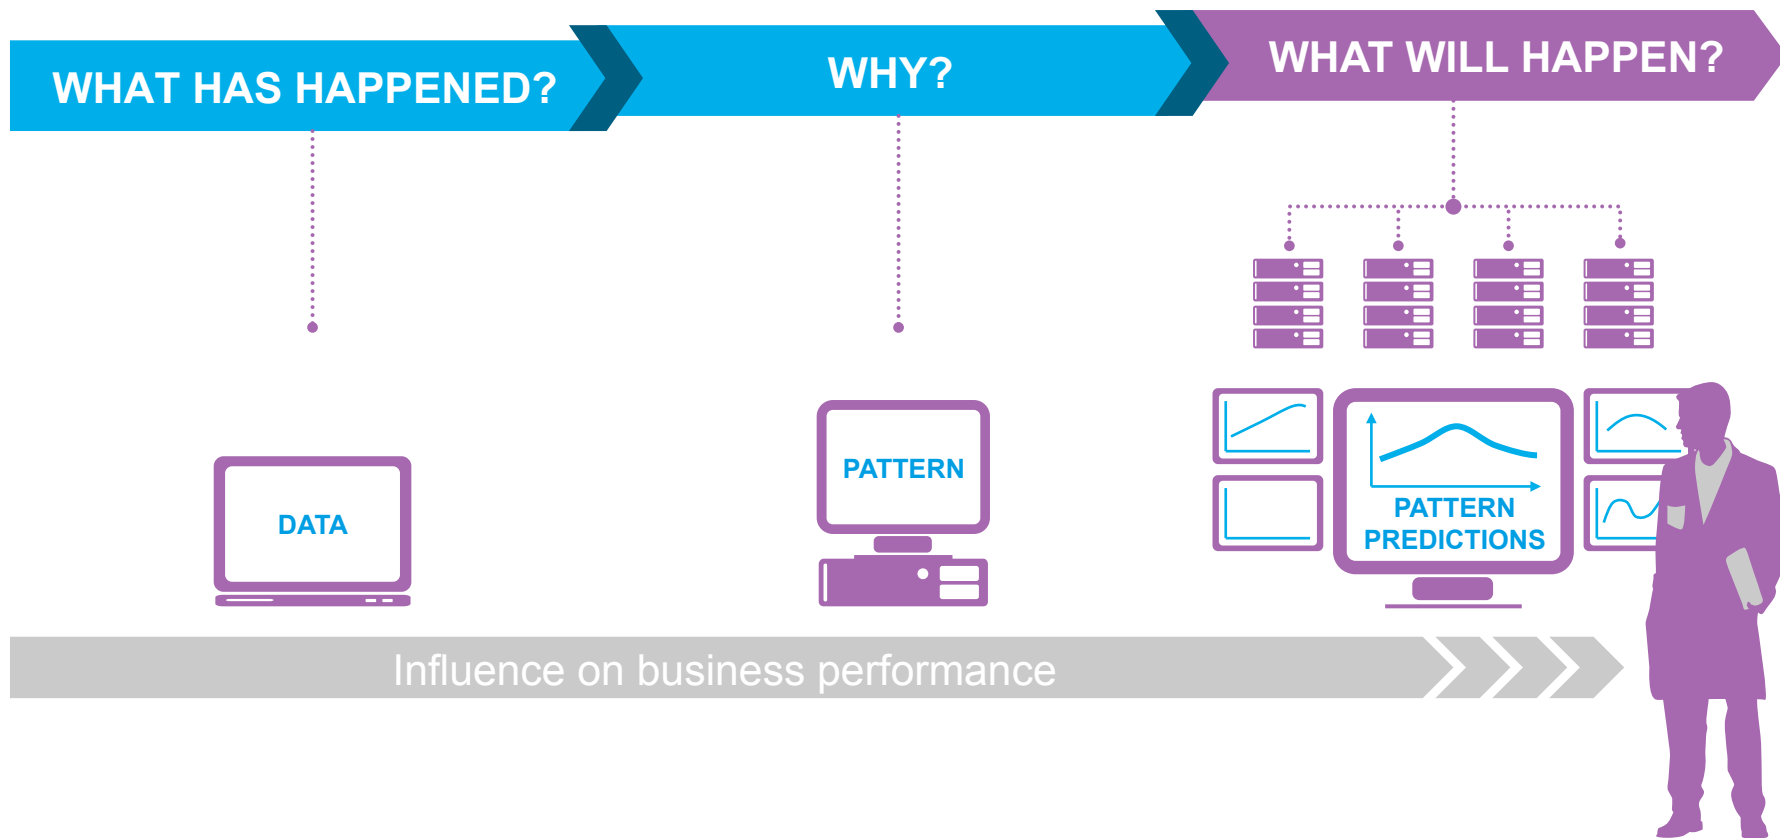 WHAT HAS HAPPENED?
WHY?
WHAT WILL HAPPEN?
DATA
PATTERN
PATTERN
PREDICTIONS
Influence on business performance